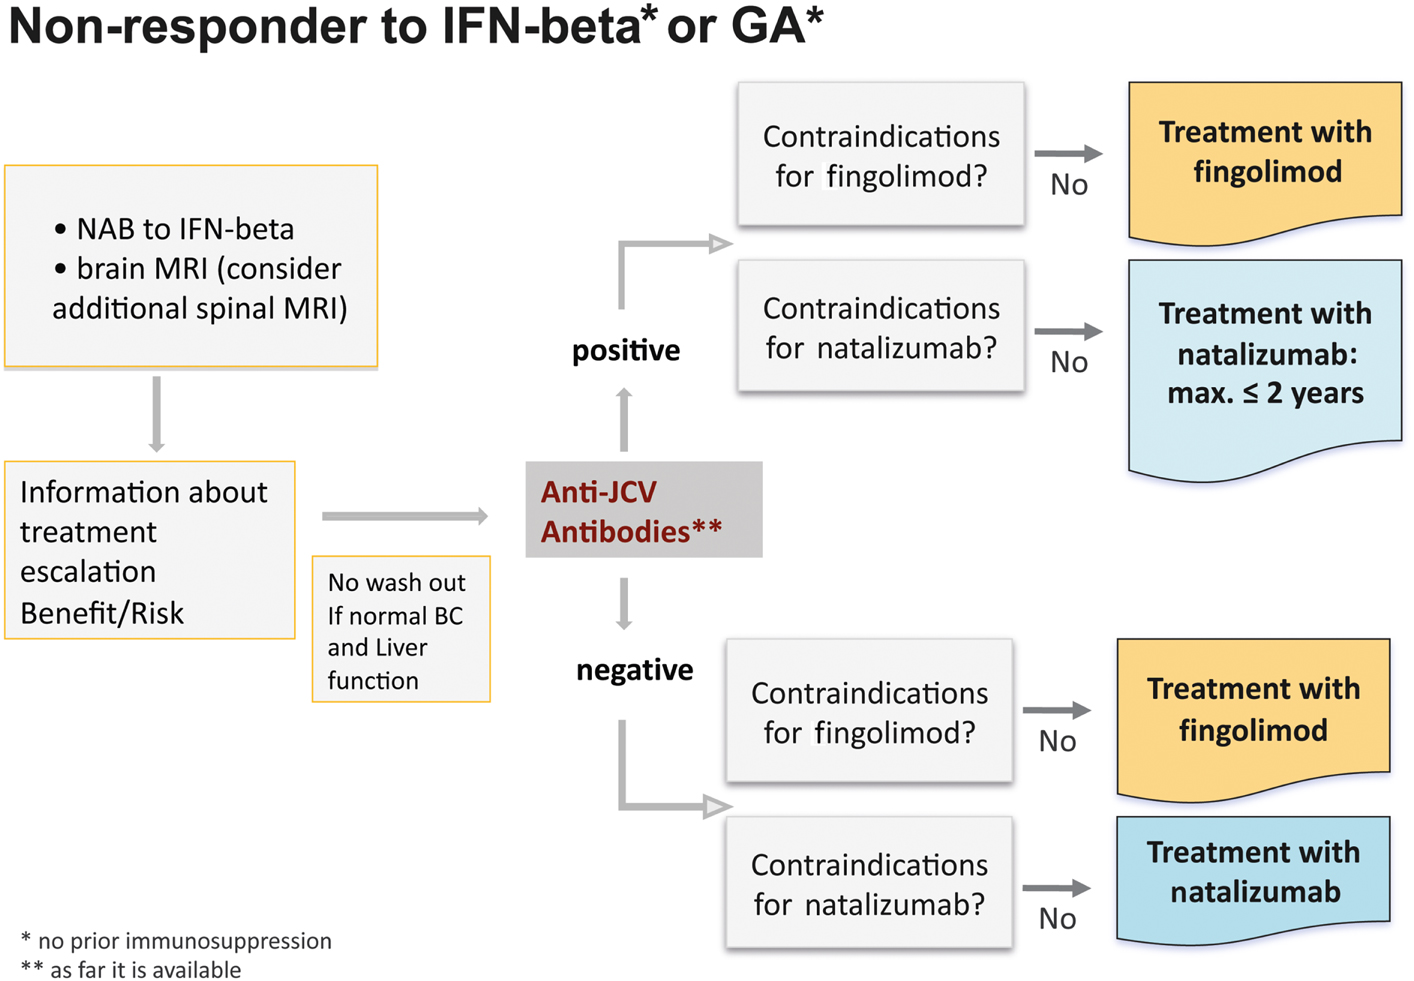 Non-responder to IFN-beta* or GA*
• NAB to IFN-beta
• brain MRI (consider
additional spinal MRI)
Information about
treatment
escalation
Benefit/Risk
No wash out
If normal BC
and Liver
function
Anti-JCV
Antibodies**
positive
Contraindications
for fingolimod?
No
Treatment with
fingolimod
Contraindications
for natalizumab?
No
Treatment with
natalizumab:
max. ≤ 2 years
negative
Contraindications
for fingolimod?
No
Treatment with
fingolimod
Contraindications
for natalizumab?
No
Treatment with
natalizumab
* no prior immunosuppression
** as far it is available